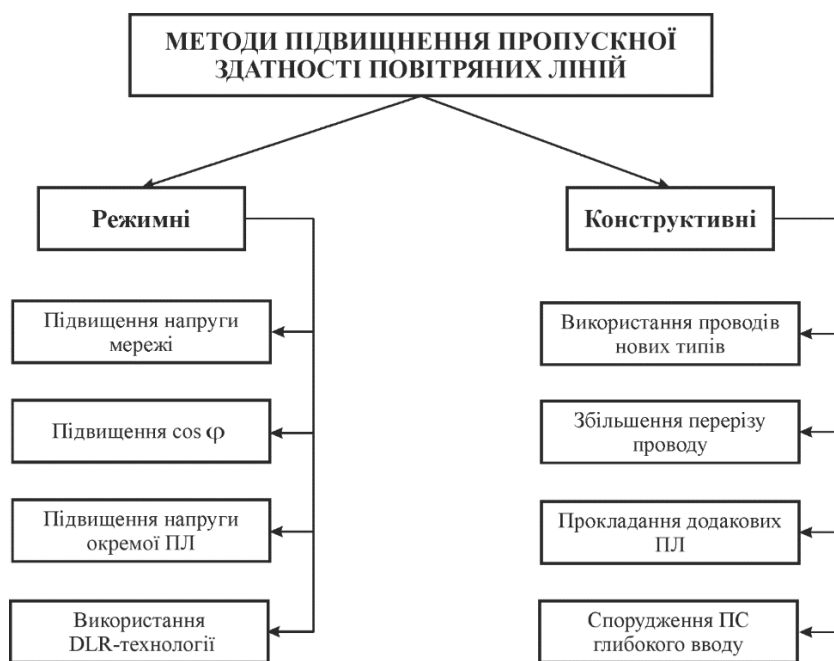 МЕТОДИ ПІДВИЩНЕННЯ ПРОПУСКНОЇ
ЗДАТНОСТІ ПОВІТРЯНИХ ЛІНІЙ
Режимні
Підвищення напруги
мережі
Підвищення cos φ
Підвищення напруги
окремої ПЛ
Використання
DLR-технології
Конструктивні
Використання проводів
нових типів
Збільшення перерізу
проводу
Прокладання додакових
ПЛ
Спорудження ПС
глибокого вводу